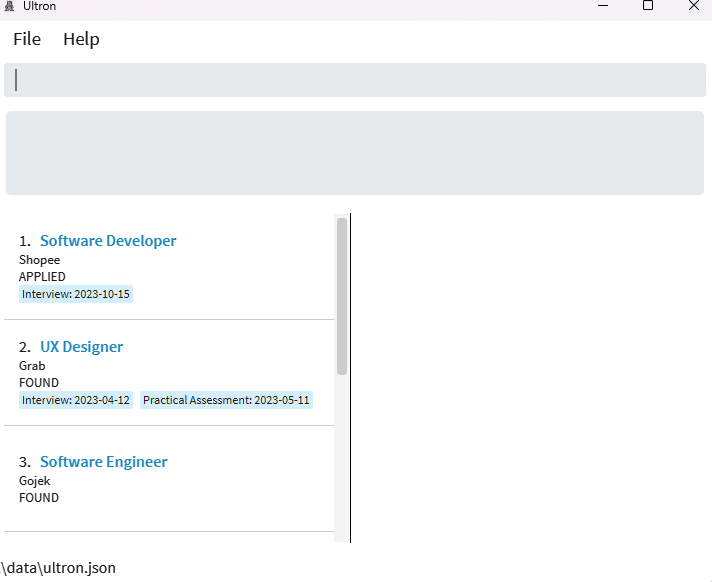 Ultron
File Help
1. Software Developer
Shopee
APPLIED
Interview: 2023-10-15
2. UX Designer
Grab
FOUND
Interview: 2023-04-12 Practical Assessment: 2023-05-11
3. Software Engineer
Gojek
FOUND
\data\ultron.json